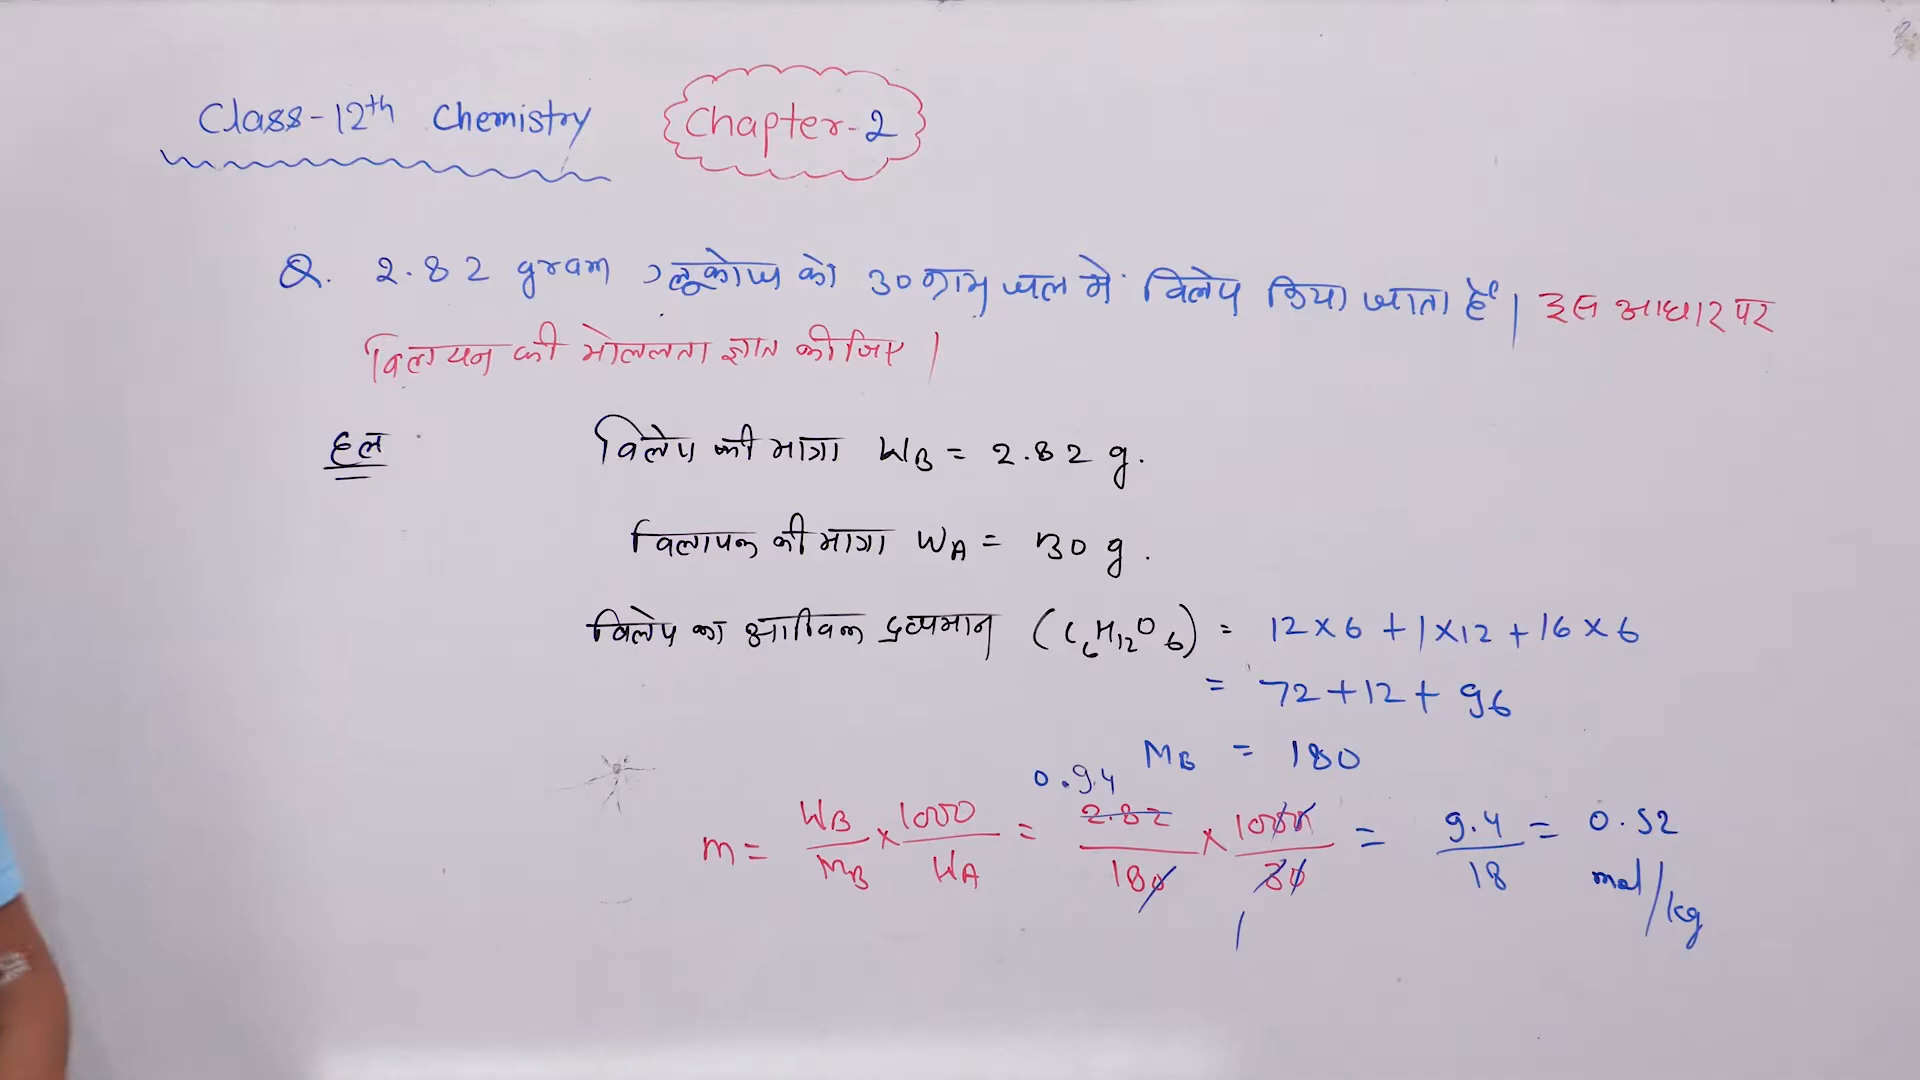 Class-12th Chemistry Chapter-2
Q. 2.82 gram ग्लूकोज को 30 ग्राम जल में विलेय किया जाता है। इस आधार पर
विलयन की मोललता ज्ञात कीजिए।
हल विलेय की मात्रा WB = 2.82 g.
विलायक की मात्रा WA = 30 g.
विलेय का आण्विक द्रव्यमान (C6H12O6) = 12×6+1×12+16×6
= 72+12+96
MB = 180
0.94
m = WB/MB × 1000/WA = 2.82/180 × 1000/30 = 9.4/18 = 0.52 mol/kg
1